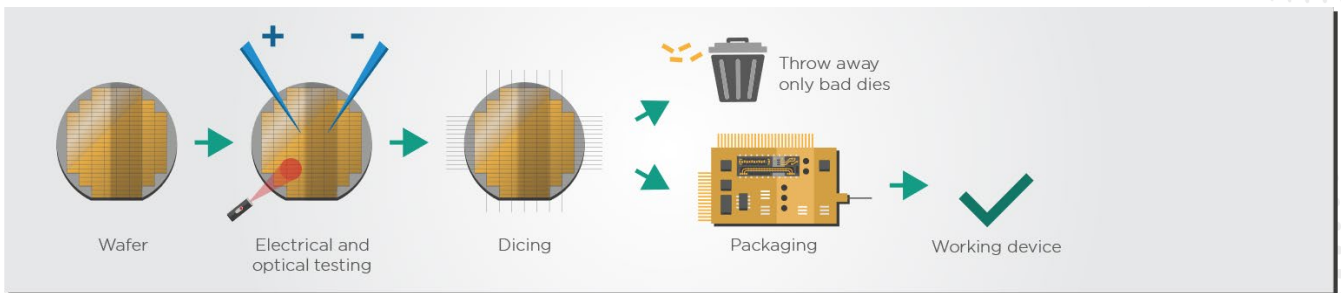 + -
Throw away
only bad dies
Wafer
Electrical and
optical testing
Dicing
Packaging
Working device